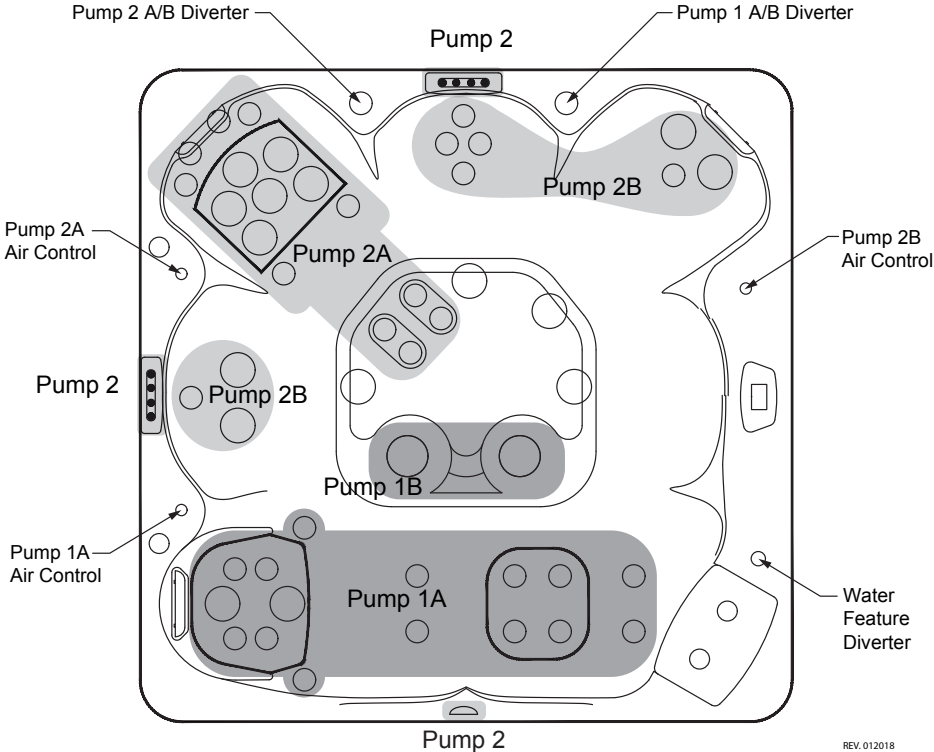 Pump 2 A/B Diverter
Pump 1 A/B Diverter
Pump 2
Pump 2B
Pump 2A
Air Control
Pump 2A
Pump 2B
Air Control
Pump 2
Pump 2B
Pump 1B
Pump 1A
Air Control
Pump 1A
Water
Feature
Diverter
Pump 2
REV. 012018